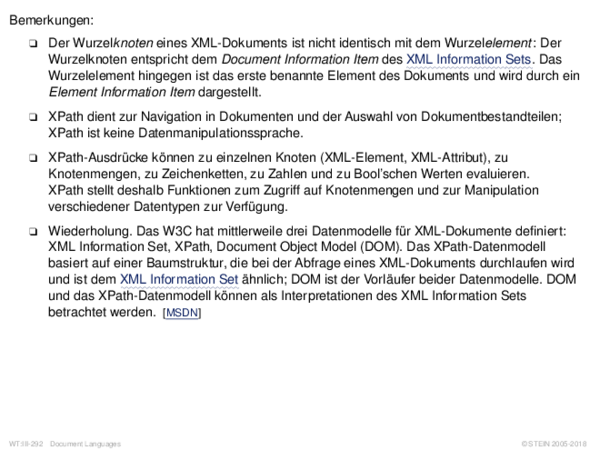 Bemerkungen:
❑ Der Wurzelknoten eines XML-Dokuments ist nicht identisch mit dem Wurzelelement: Der
Wurzelknoten entspricht dem Document Information Item des XML Information Sets. Das
Wurzelelement hingegen ist das erste benannte Element des Dokuments und wird durch ein
Element Information Item dargestellt.
❑ XPath dient zur Navigation in Dokumenten und der Auswahl von Dokumentbestandteilen;
XPath ist keine Datenmanipulationssprache.
❑ XPath-Ausdrücke können zu einzelnen Knoten (XML-Element, XML-Attribut), zu
Knotenmengen, zu Zeichenketten, zu Zahlen und zu Bool'schen Werten evaluieren.
XPath stellt deshalb Funktionen zum Zugriff auf Knotenmengen und zur Manipulation
verschiedener Datentypen zur Verfügung.
❑ Wiederholung. Das W3C hat mittlerweile drei Datenmodelle für XML-Dokumente definiert:
XML Information Set, XPath, Document Object Model (DOM). Das XPath-Datenmodell
basiert auf einer Baumstruktur, die bei der Abfrage eines XML-Dokuments durchlaufen wird
und ist dem XML Information Set ähnlich; DOM ist der Vorläufer beider Datenmodelle. DOM
und das XPath-Datenmodell können als Interpretationen des XML Information Sets
betrachtet werden. [MSDN]
WT:III-292 Document Languages © STEIN 2005-2018